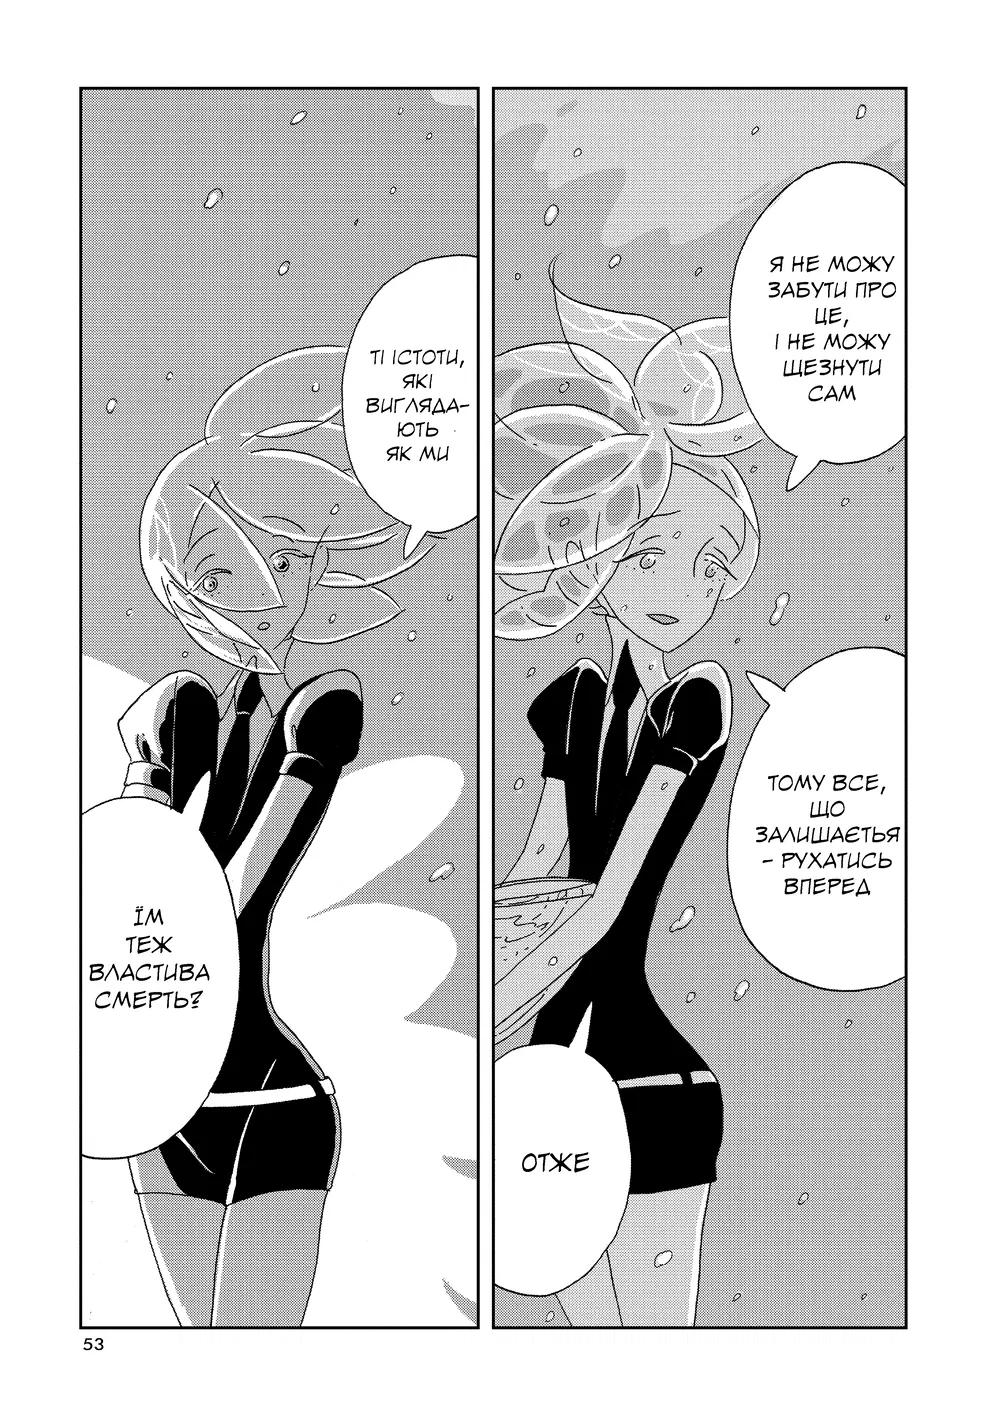 Я НЕ МОЖУ
ЗАБУТИ ПРО
ЦЕ,
І НЕ МОЖУ
ЩЕЗНУТИ
САМ
ТОМУ ВСЕ,
ЩО
ЗАЛИШАЄТЬЯ
- РУХАТИСЬ
ВПЕРЕД
ОТЖЕ
ТІ ІСТОТИ,
ЯКІ
ВИГЛЯДА-
ЮТЬ
ЯК МИ
ЇМ
ТЕЖ
ВЛАСТИВА
СМЕРТЬ?
53